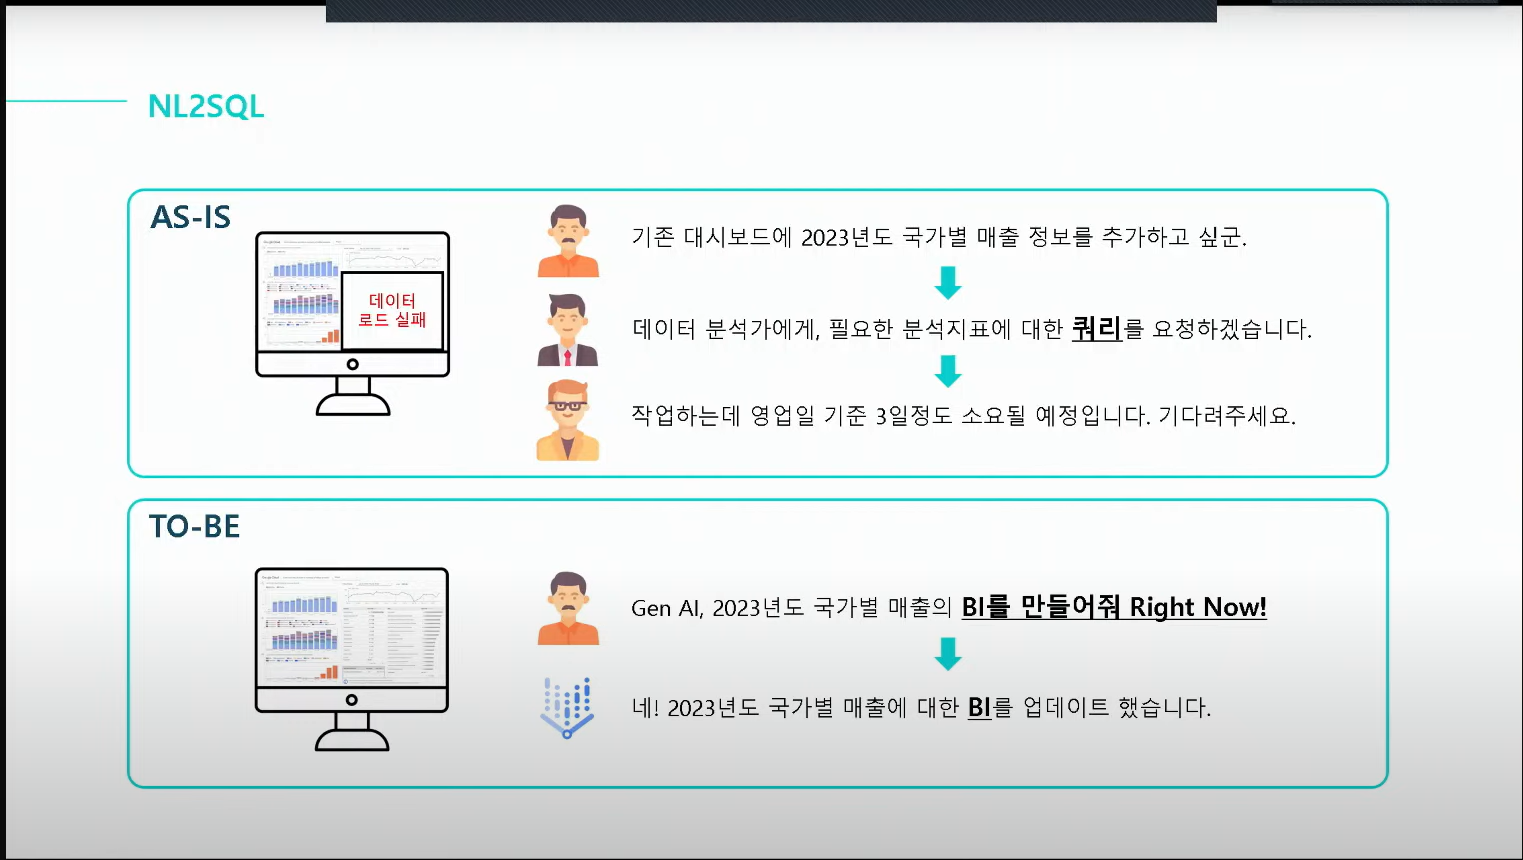 NL2SQL
AS-IS
데이터
로드 실패
기존 대시보드에 2023년도 국가별 매출 정보를 추가하고 싶군.
데이터 분석가에게, 필요한 분석지표에 대한 쿼리를 요청하겠습니다.
작업하는데 영업일 기준 3일정도 소요될 예정입니다. 기다려주세요.
TO-BE
Gen AI, 2023년도 국가별 매출의 BI를 만들어줘 Right Now!
네! 2023년도 국가별 매출에 대한 BI를 업데이트 했습니다.